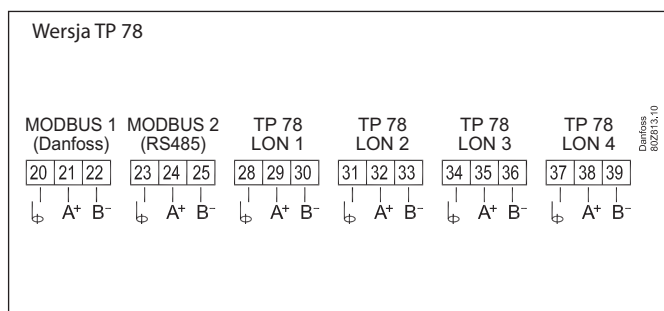 Wersja TP 78
MODBUS 1 MODBUS 2 TP 78 TP 78 TP 78 TP 78
(Danfoss) (RS485) LON 1 LON 2 LON 3 LON 4
20 21 22 23 24 25 28 29 30 31 32 33 34 35 36 37 38 39
A+ B− A+ B− A+ B− A+ B− A+ B− A+ B−
Danfoss
80Z813.10